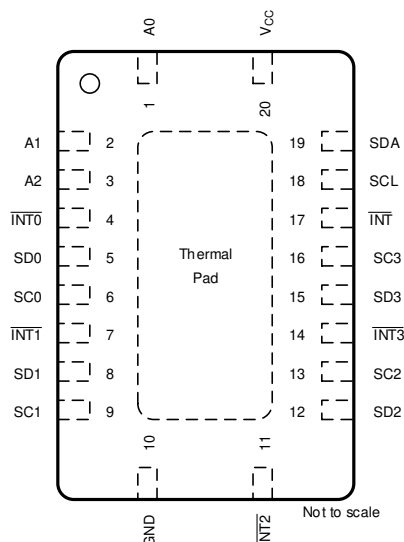 A0
VCC
1
20
A1 2
19 SDA
A2 3
18 SCL
INT0 4
17 INT
SD0 5
16 SC3
SC0 6
15 SD3
INT1 7
14 INT3
SD1 8
13 SC2
SC1 9
12 SD2
Thermal
Pad
10
11
GND
INT2
Not to scale